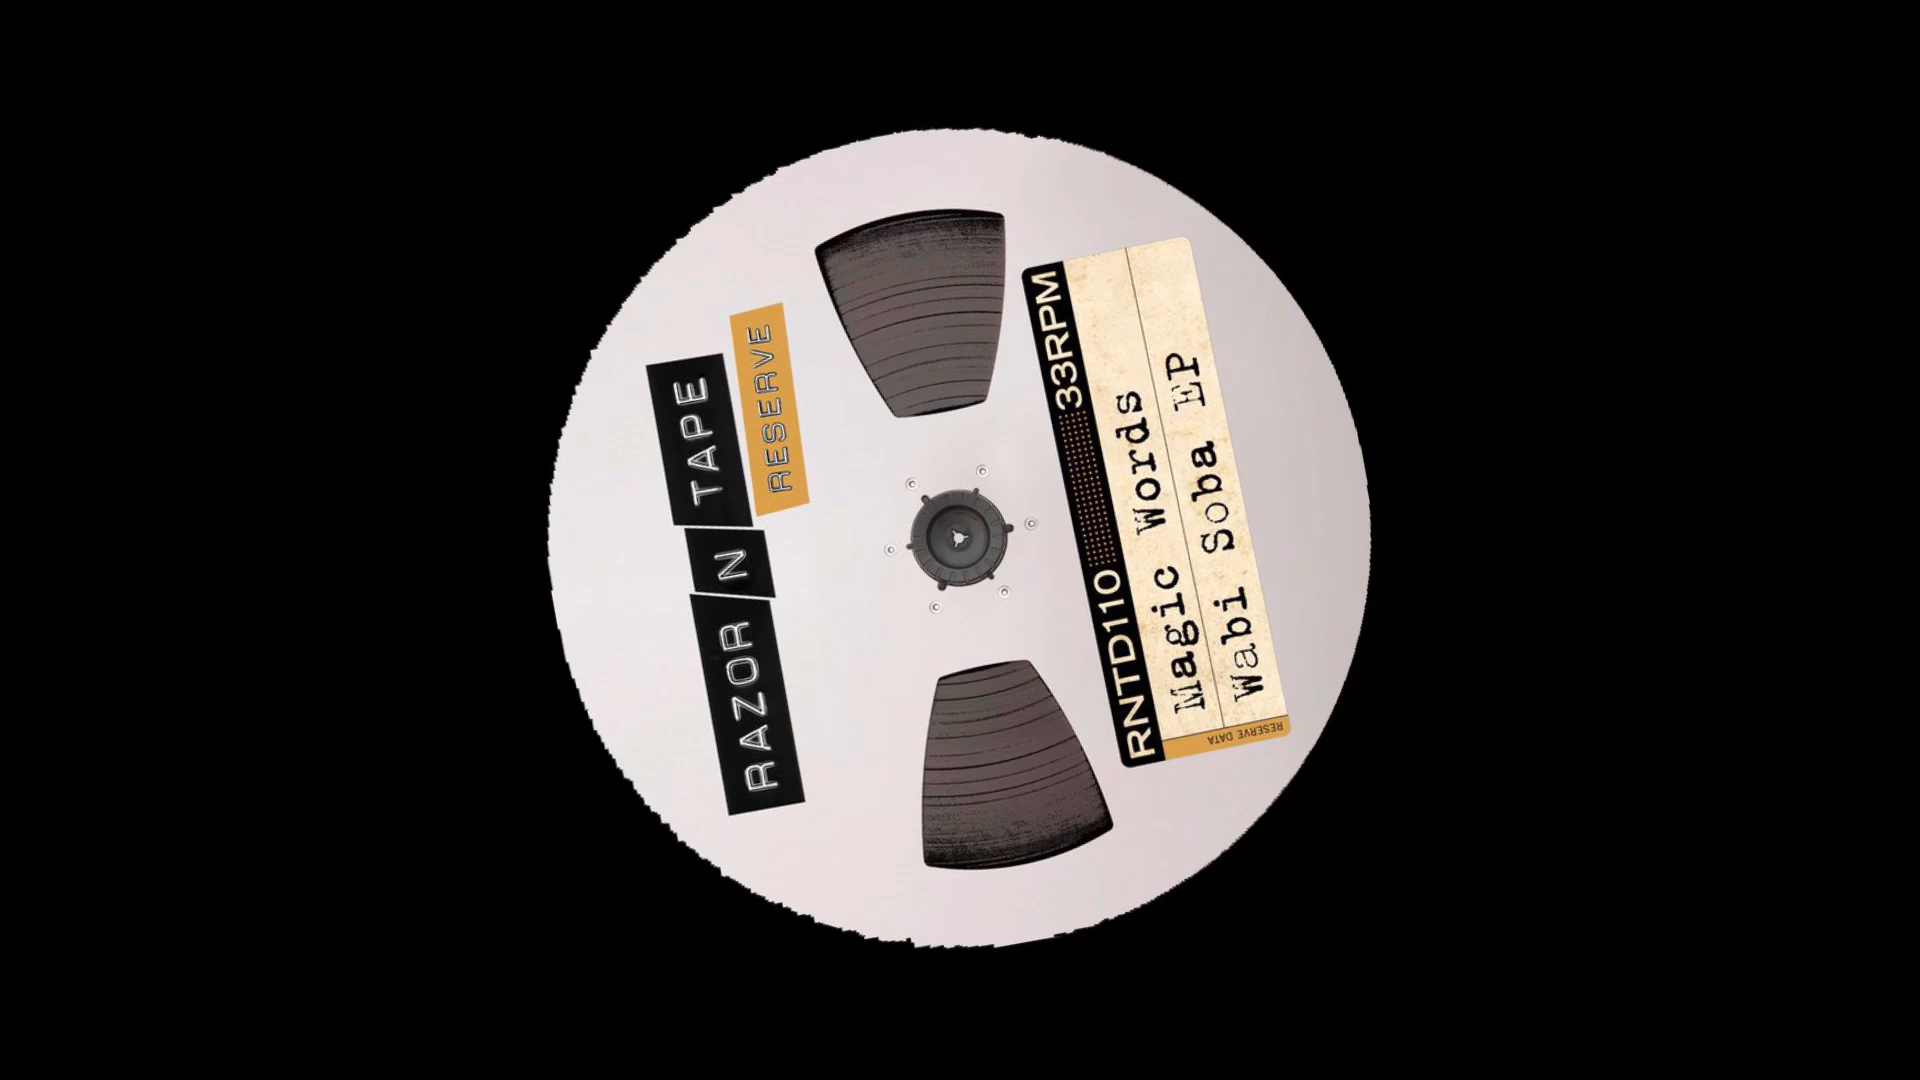 RAZOR N TAPE
RESERVE
RNTD110 33RPM
Magic Words
Wabi Soba EP
RESERVE DATA